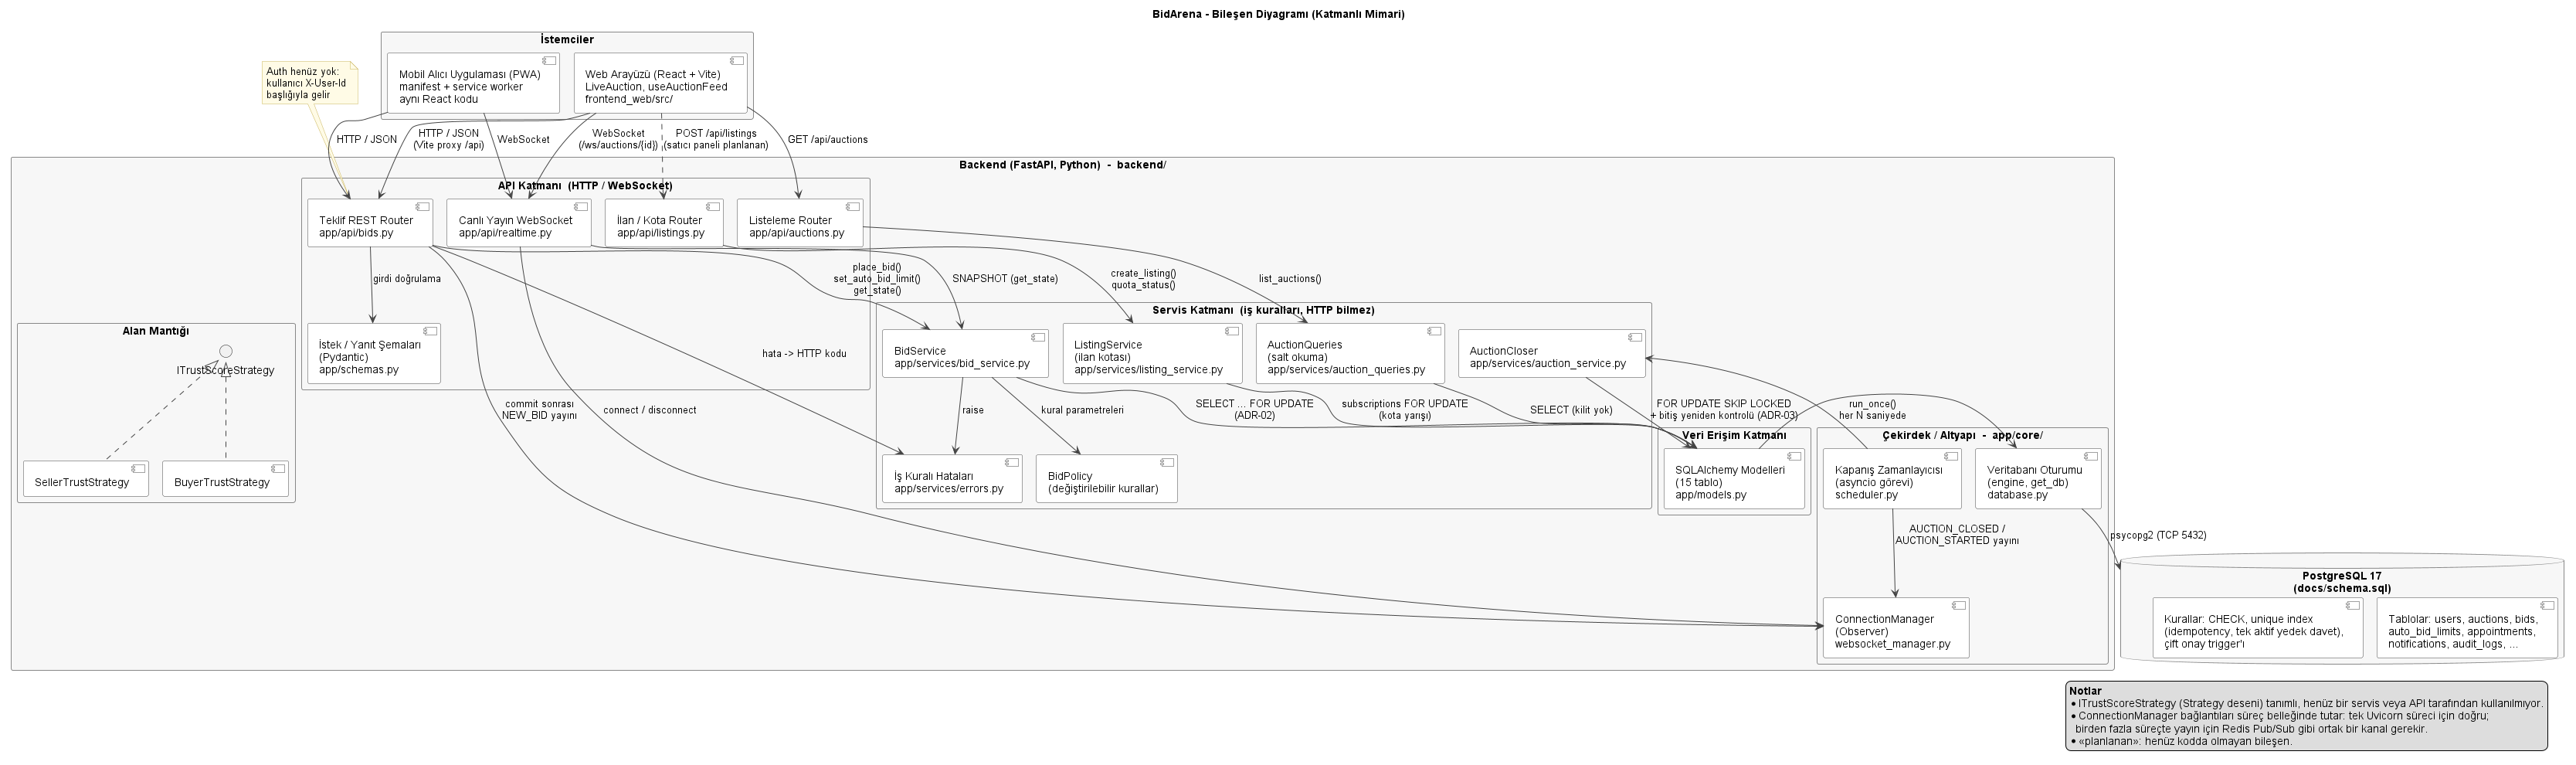 BidArena - Bileşen Diyagramı (Katmanlı Mimari)
İstemciler
Mobil Alıcı Uygulaması (PWA)
manifest + service worker
aynı React kodu
Web Arayüzü (React + Vite)
LiveAuction, useAuctionFeed
frontend_web/src/
Auth henüz yok:
kullanıcı X-User-Id
başlığıyla gelir
HTTP / JSON
HTTP / JSON
(Vite proxy /api)
WebSocket
WebSocket
(/ws/auctions/{id})
POST /api/listings
(satıcı paneli planlanan)
GET /api/auctions
Backend (FastAPI, Python)  -  backend/
API Katmanı  (HTTP / WebSocket)
Teklif REST Router
app/api/bids.py
Canlı Yayın WebSocket
app/api/realtime.py
İlan / Kota Router
app/api/listings.py
Listeleme Router
app/api/auctions.py
girdi doğrulama
place_bid()
set_auto_bid_limit()
get_state()
SNAPSHOT (get_state)
create_listing()
quota_status()
list_auctions()
İstek / Yanıt Şemaları
(Pydantic)
app/schemas.py
hata -> HTTP kodu
Alan Mantığı
ITrustScoreStrategy
SellerTrustStrategy
BuyerTrustStrategy
Servis Katmanı  (iş kuralları, HTTP bilmez)
BidService
app/services/bid_service.py
ListingService
(ilan kotası)
app/services/listing_service.py
AuctionQueries
(salt okuma)
app/services/auction_queries.py
AuctionCloser
app/services/auction_service.py
commit sonrası
NEW_BID yayını
connect / disconnect
raise
kural parametreleri
SELECT ... FOR UPDATE
(ADR-02)
subscriptions FOR UPDATE
(kota yarışı)
SELECT (kilit yok)
FOR UPDATE SKIP LOCKED
+ bitiş yeniden kontrolü (ADR-03)
run_once()
her N saniyede
İş Kuralı Hataları
app/services/errors.py
BidPolicy
(değiştirilebilir kurallar)
Veri Erişim Katmanı
SQLAlchemy Modelleri
(15 tablo)
app/models.py
Çekirdek / Altyapı  -  app/core/
Kapanış Zamanlayıcısı
(asyncio görevi)
scheduler.py
Veritabanı Oturumu
(engine, get_db)
database.py
AUCTION_CLOSED /
AUCTION_STARTED yayını
psycopg2 (TCP 5432)
ConnectionManager
(Observer)
websocket_manager.py
PostgreSQL 17
(docs/schema.sql)
Kurallar: CHECK, unique index
(idempotency, tek aktif yedek davet),
çift onay trigger'ı
Tablolar: users, auctions, bids,
auto_bid_limits, appointments,
notifications, audit_logs, ...
Notlar
• ITrustScoreStrategy (Strategy deseni) tanımlı, henüz bir servis veya API tarafından kullanılmıyor.
• ConnectionManager bağlantıları süreç belleğinde tutar: tek Uvicorn süreci için doğru;
birden fazla süreçte yayın için Redis Pub/Sub gibi ortak bir kanal gerekir.
• «planlanan»: henüz kodda olmayan bileşen.